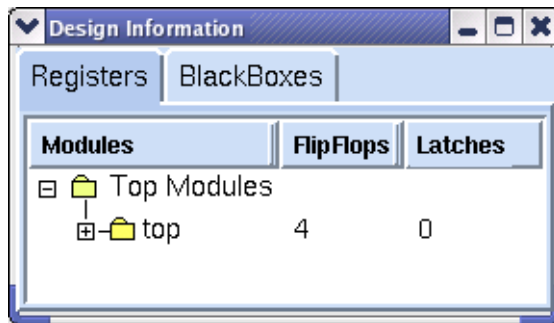 Design Information
Registers BlackBoxes
Modules FlipFlops Latches
Top Modules
top 4 0